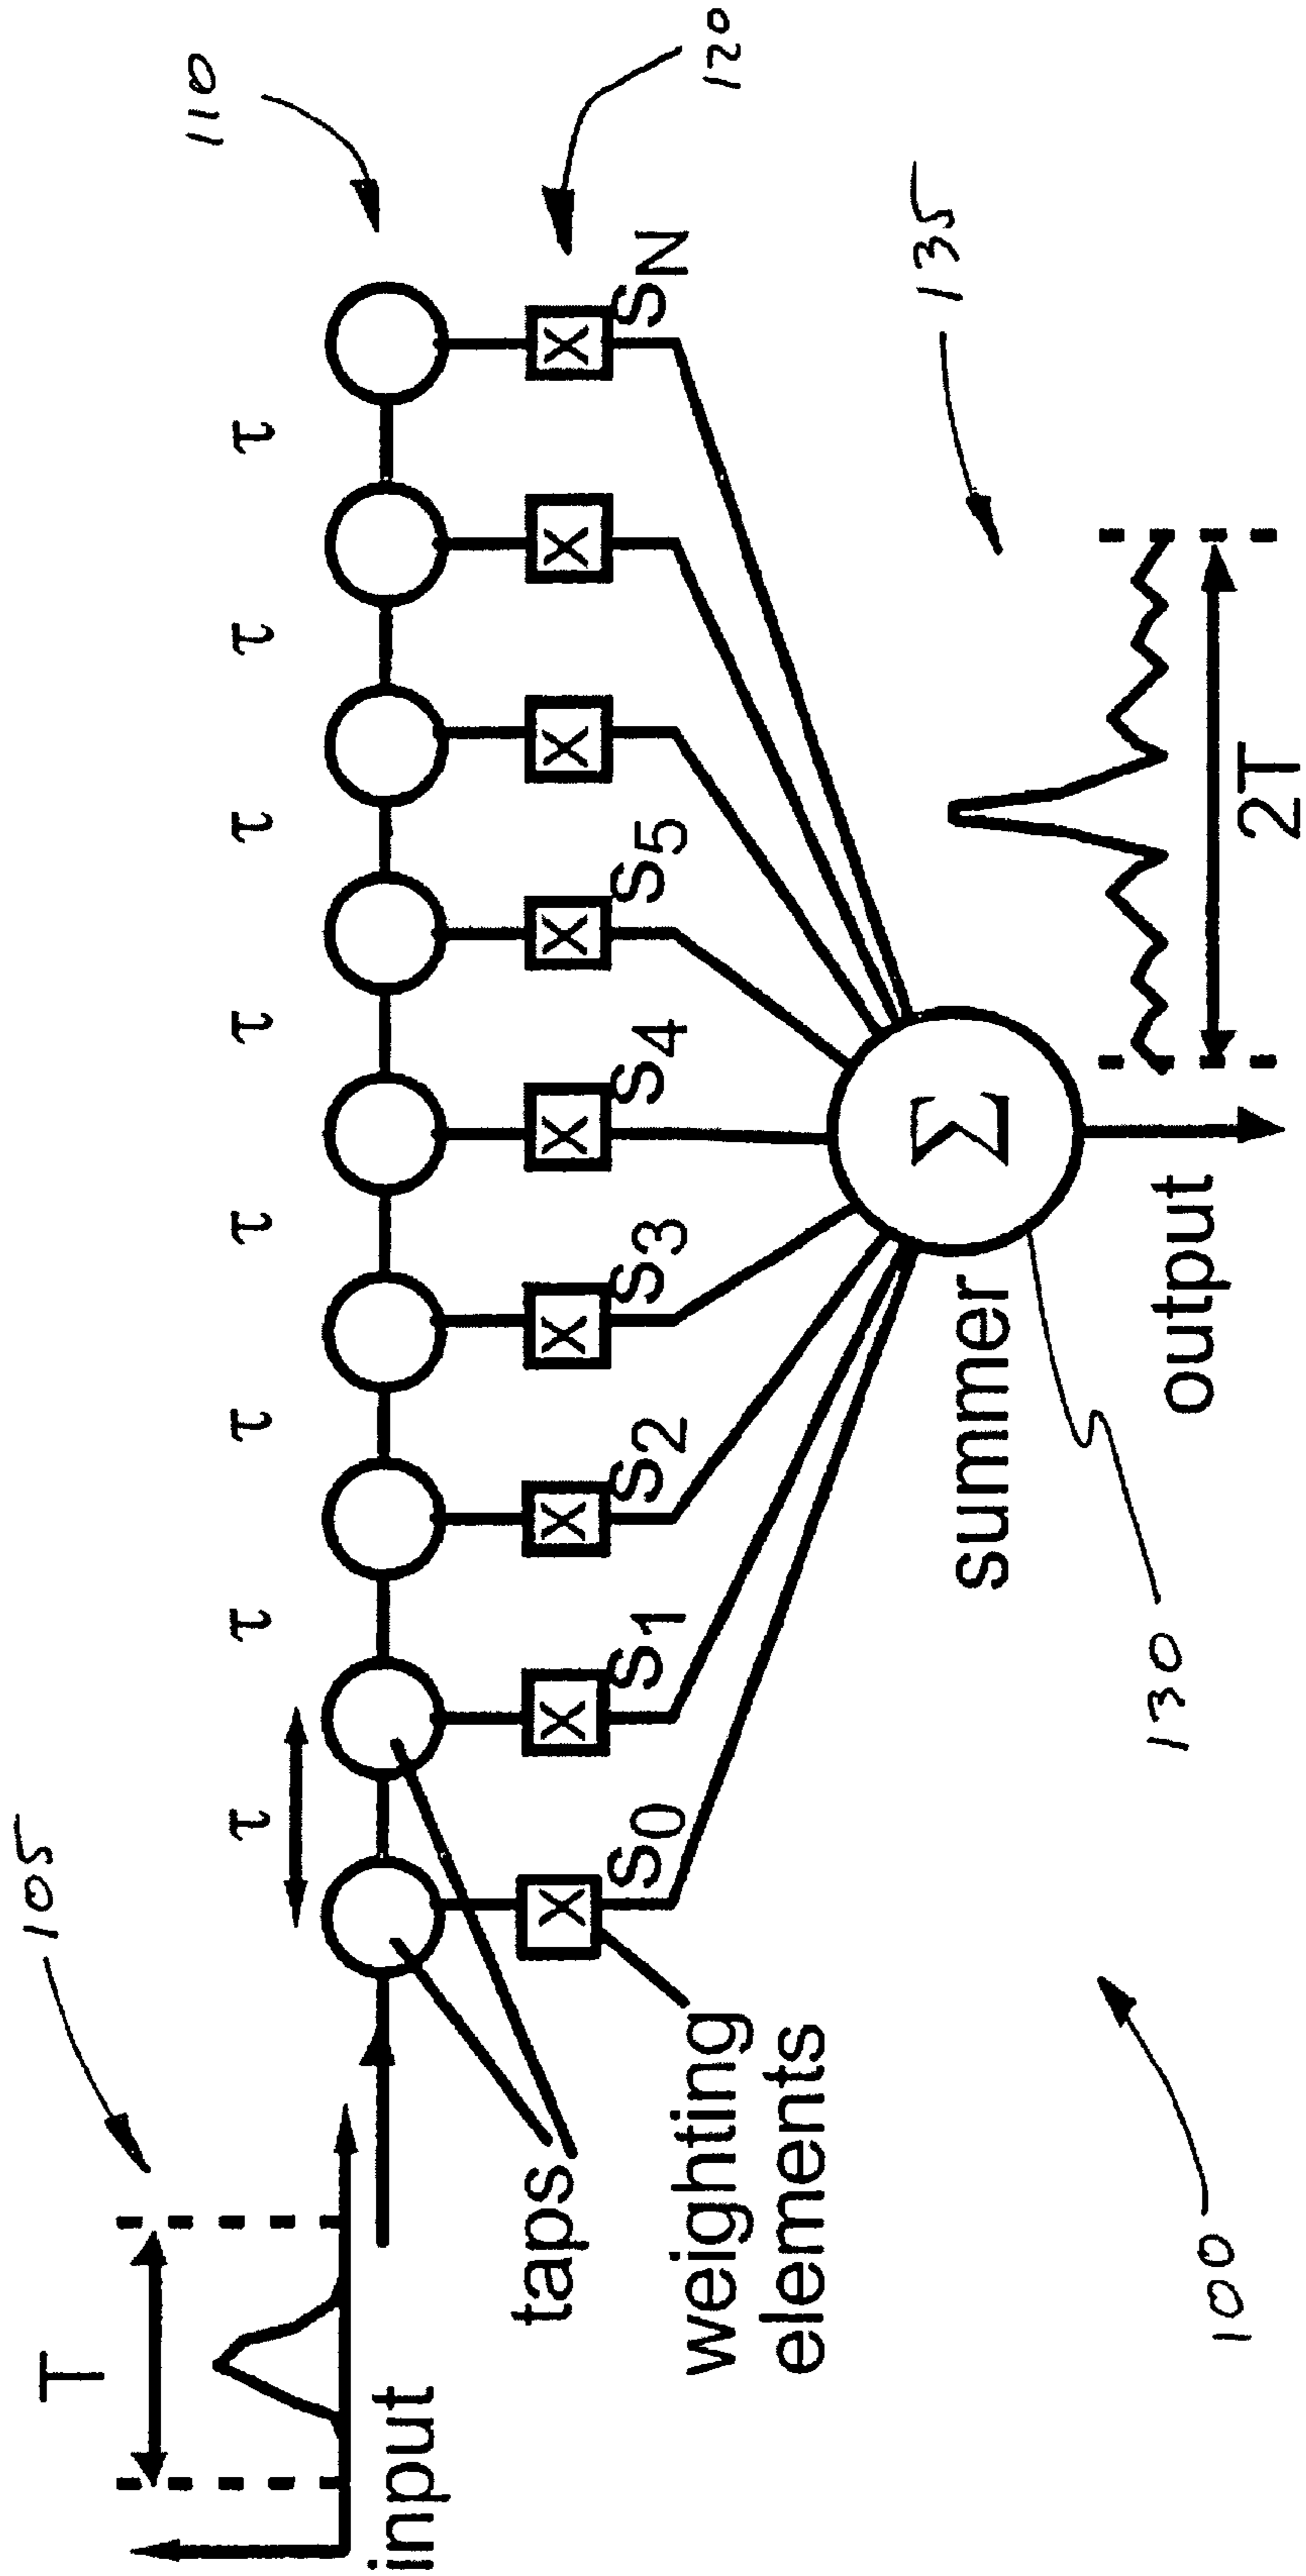 105
T
input
110
τ τ τ τ τ τ τ τ
taps
120
X X X X X X X X X
S0 S1 S2 S3 S4 S5 SN
weighting
elements
Σ
summer
130
135
output
2T
100